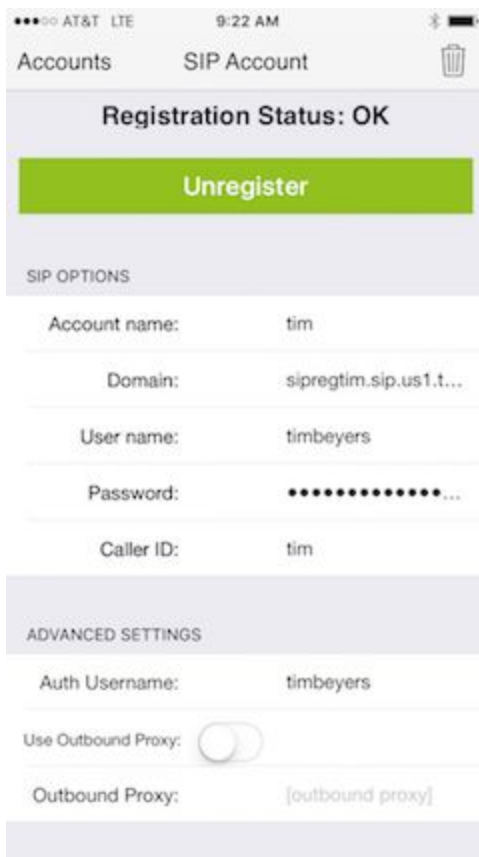 AT&T LTE 9:22 AM
Accounts SIP Account
Registration Status: OK
Unregister
SIP OPTIONS
Account name: tim
Domain: sipregtim.sip.us1.t...
User name: timbeyers
Password: ●●●●●●●●●●●●●...
Caller ID: tim
ADVANCED SETTINGS
Auth Username: timbeyers
Use Outbound Proxy:
Outbound Proxy: [outbound proxy]